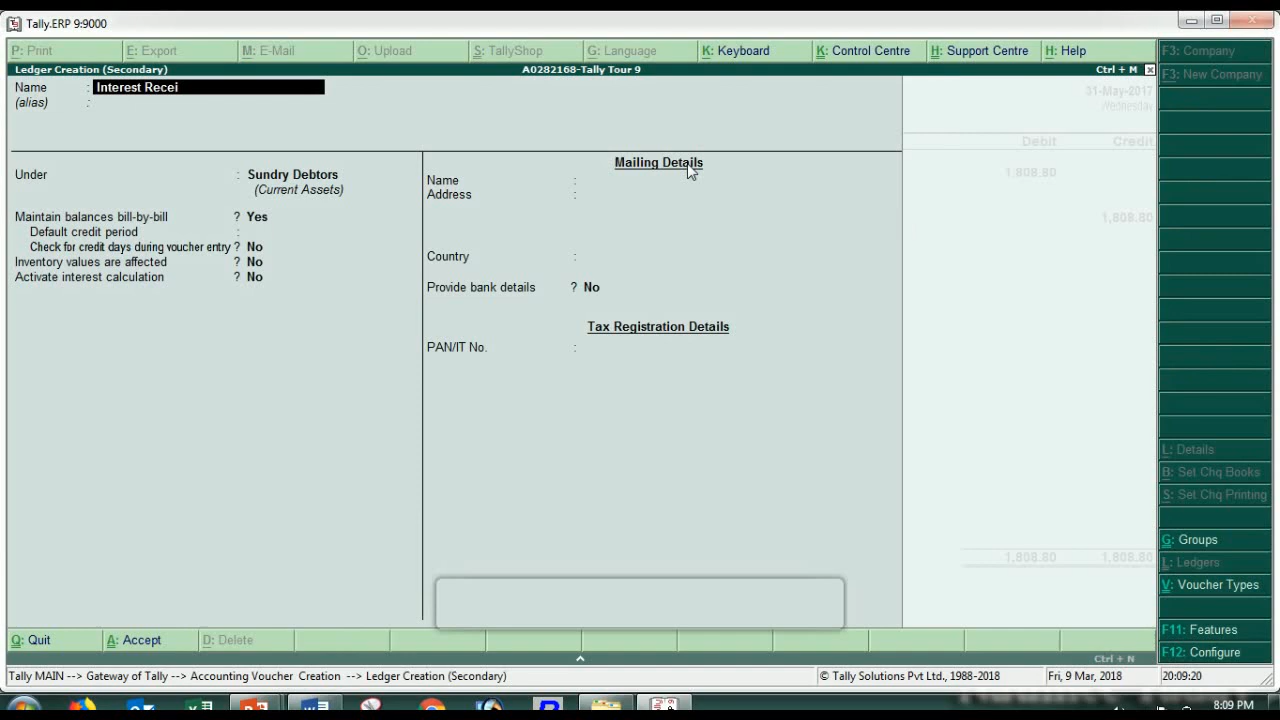 Tally.ERP 9:9000
P: Print E: Export M: E-Mail O: Upload S: TallyShop G: Language K: Keyboard K: Control Centre H: Support Centre H: Help
F3: Company
F3: New Company
Ledger Creation (Secondary) A0282168-Tally Tour 9 Ctrl + M
Name : Interest Recei
(alias) :
31-May-2017
Wednesday
Debit Credit
1,808.80
1,808.80
Under : Sundry Debtors
(Current Assets)
Maintain balances bill-by-bill ? Yes
Default credit period :
Check for credit days during voucher entry ? No
Inventory values are affected ? No
Activate interest calculation ? No
Mailing Details
Name :
Address :
Country :
Provide bank details ? No
Tax Registration Details
PAN/IT No. :
1,808.80 1,808.80
L: Details
B: Set Chq Books
S: Set Chq Printing
G: Groups
L: Ledgers
V: Voucher Types
F11: Features
F12: Configure
Q: Quit A: Accept D: Delete
Ctrl + N
Tally MAIN --> Gateway of Tally --> Accounting Voucher Creation --> Ledger Creation (Secondary) © Tally Solutions Pvt Ltd., 1988-2018 Fri, 9 Mar, 2018 20:09:20
8:09 PM